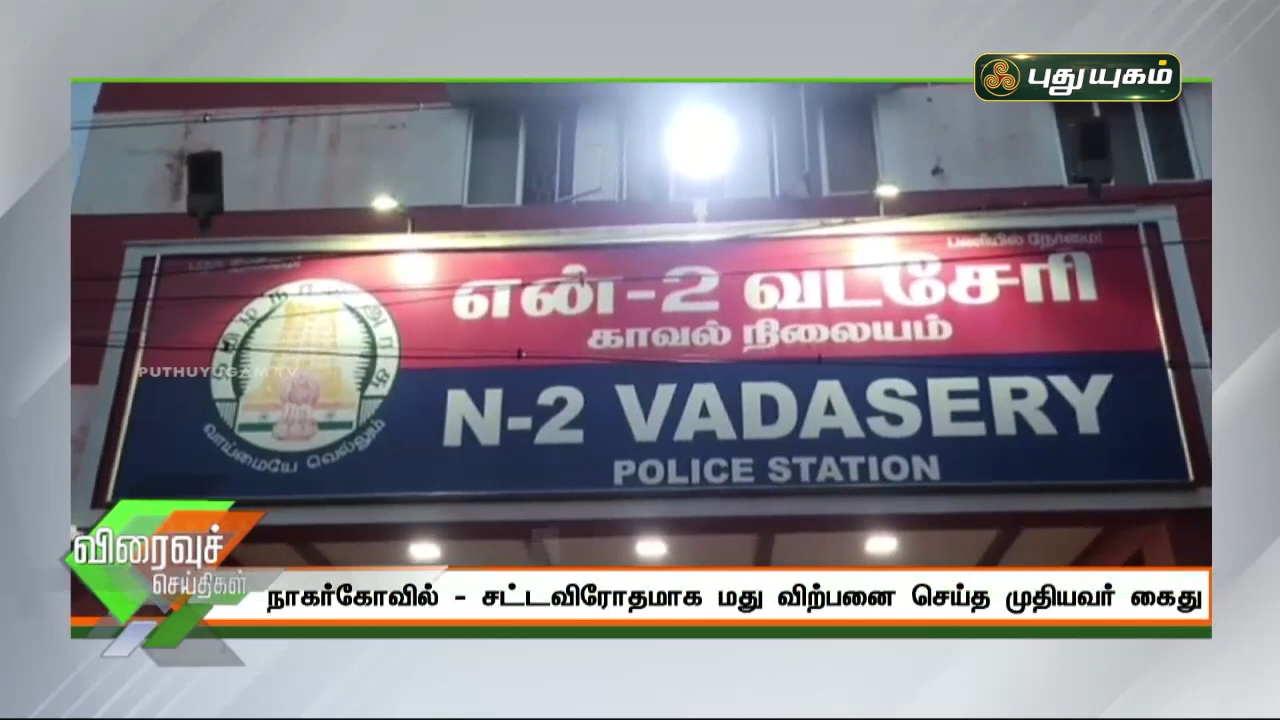 புதுயுகம்
பணியில் நேர்மை!
என்-2 வடசேரி
காவல் நிலையம்
PUTHUYUGAM TV
வாய்மையே வெல்லும்
N-2 VADASERY
POLICE STATION
விரைவுச்
செய்திகள்
நாகர்கோவில் - சட்டவிரோதமாக மது விற்பனை செய்த முதியவர் கைது